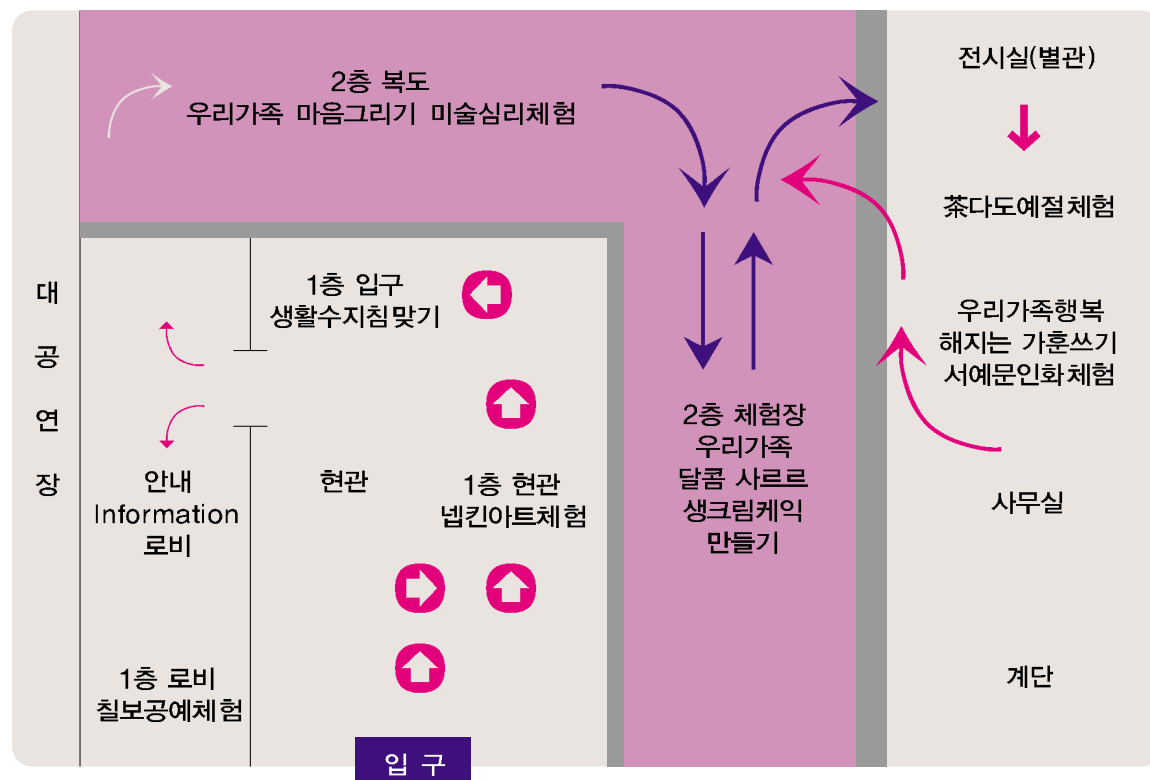 2층 복도
우리가족 마음그리기 미술심리체험
전시실(별관)
茶다도예절체험
우리가족행복
해지는 가훈쓰기
서예문인화체험
사무실
계단
대
공
연
장
1층 입구
생활수지침맞기
안내
Information
로비
현관
1층 현관
넵킨아트체험
2층 체험장
우리가족
달콤 사르르
생크림케익
만들기
1층 로비
칠보공예체험
입 구